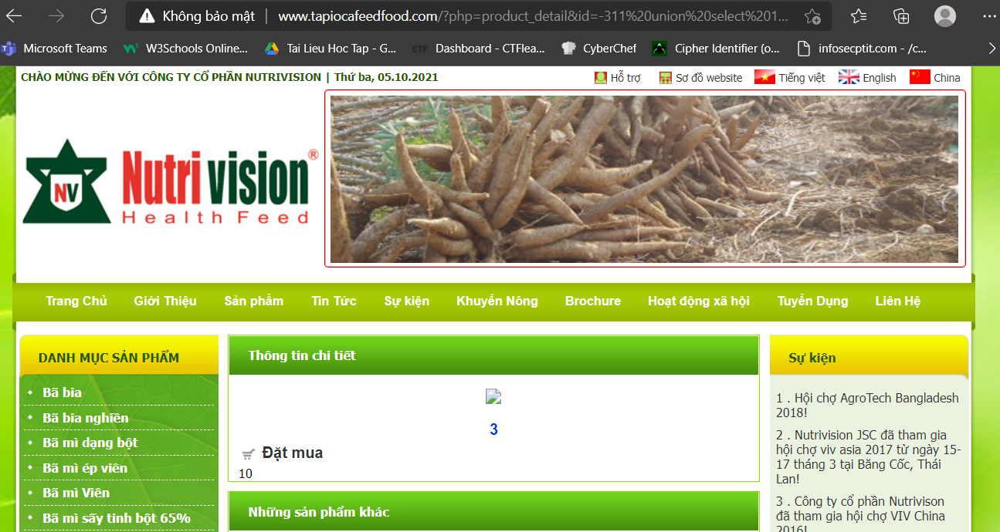 Không bảo mật
www.tapiocafeedfood.com/?php=product_detail&id=-311%20union%20select%201...
Microsoft Teams
W3Schools Online...
Tai Lieu Hoc Tap - G...
CTF
Dashboard - CTFlea...
CyberChef
Cipher Identifier (o...
infosecptit.com - /c...
CHÀO MỪNG ĐẾN VỚI CÔNG TY CỔ PHẦN NUTRIVISION | Thứ ba, 05.10.2021
Hỗ trợ
Sơ đồ website
Tiếng việt
English
China
NV
Nutrivision®
Health Feed
Trang Chủ
Giới Thiệu
Sản phẩm
Tin Tức
Sự kiện
Khuyến Nông
Brochure
Hoạt động xã hội
Tuyển Dụng
Liên Hệ
DANH MỤC SẢN PHẨM
Bã bia
Bã bia nghiền
Bã mì dạng bột
Bã mì ép viên
Bã mì Viên
Bã mì sấy tinh bột 65%
Thông tin chi tiết
3
Đặt mua
10
Những sản phẩm khác
Sự kiện
1 . Hội chợ AgroTech Bangladesh
2018!
2 . Nutrivision JSC đã tham gia
hội chợ viv asia 2017 từ ngày 15-
17 tháng 3 tại Băng Cốc, Thái
Lan!
3 . Công ty cổ phần Nutrivison
đã tham gia hội chợ VIV China
2016!